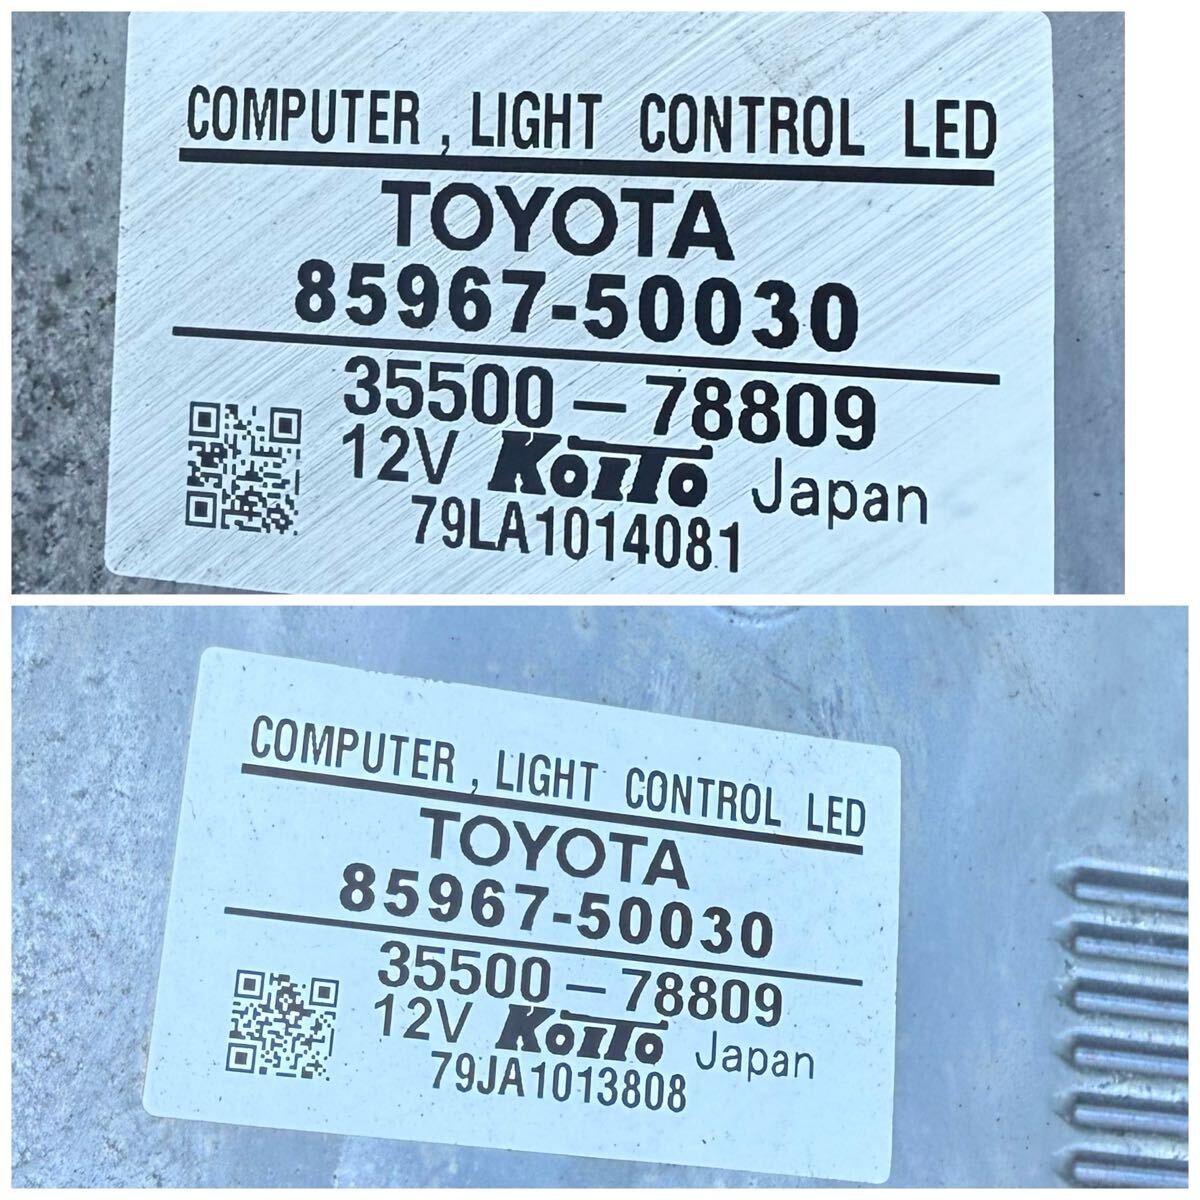 COMPUTER , LIGHT CONTROL LED
TOYOTA
85967-50030
35500-78809
12V KOITO Japan
79LA1014081
COMPUTER , LIGHT CONTROL LED
TOYOTA
85967-50030
35500-78809
12V KOITO Japan
79JA1013808